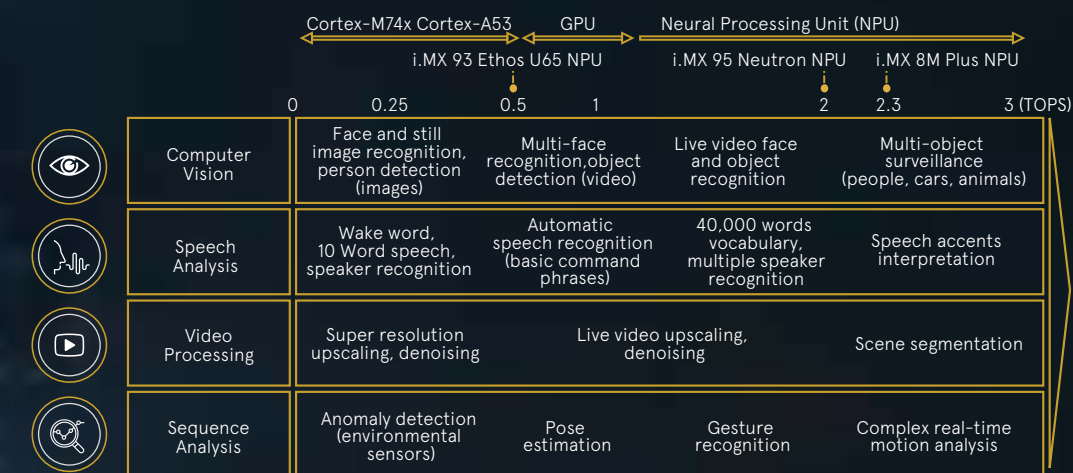 Cortex-M74x Cortex-A53 GPU Neural Processing Unit (NPU)
i.MX 93 Ethos U65 NPU i.MX 95 Neutron NPU i.MX 8M Plus NPU
0 0.25 0.5 1 2 2.3 3 (TOPS)
Computer
Vision
Face and still
image recognition,
person detection
(images)
Multi-face
recognition,object
detection (video)
Live video face
and object
recognition
Multi-object
surveillance
(people, cars, animals)
Speech
Analysis
Wake word,
10 Word speech,
speaker recognition
Automatic
speech recognition
(basic command
phrases)
40,000 words
vocabulary,
multiple speaker
recognition
Speech accents
interpretation
Video
Processing
Super resolution
upscaling, denoising
Live video upscaling,
denoising
Scene segmentation
Sequence
Analysis
Anomaly detection
(environmental
sensors)
Pose
estimation
Gesture
recognition
Complex real-time
motion analysis